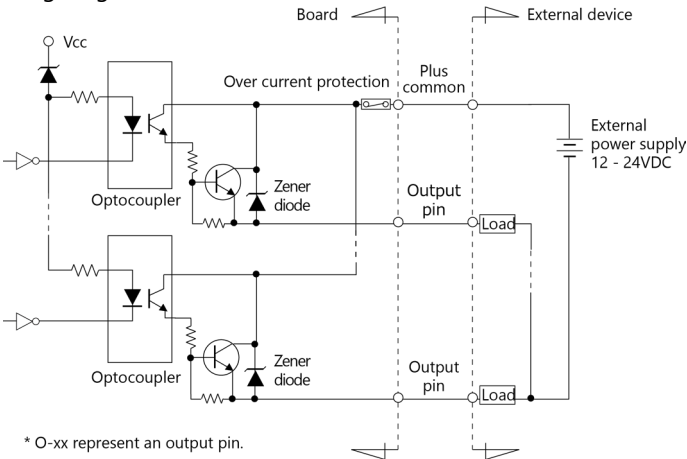 Board
External device
Vcc
Over current protection
Plus
common
External
power supply
12 - 24VDC
Optocoupler
Zener
diode
Output
pin
Load
Optocoupler
Zener
diode
Output
pin
Load
* O-xx represent an output pin.